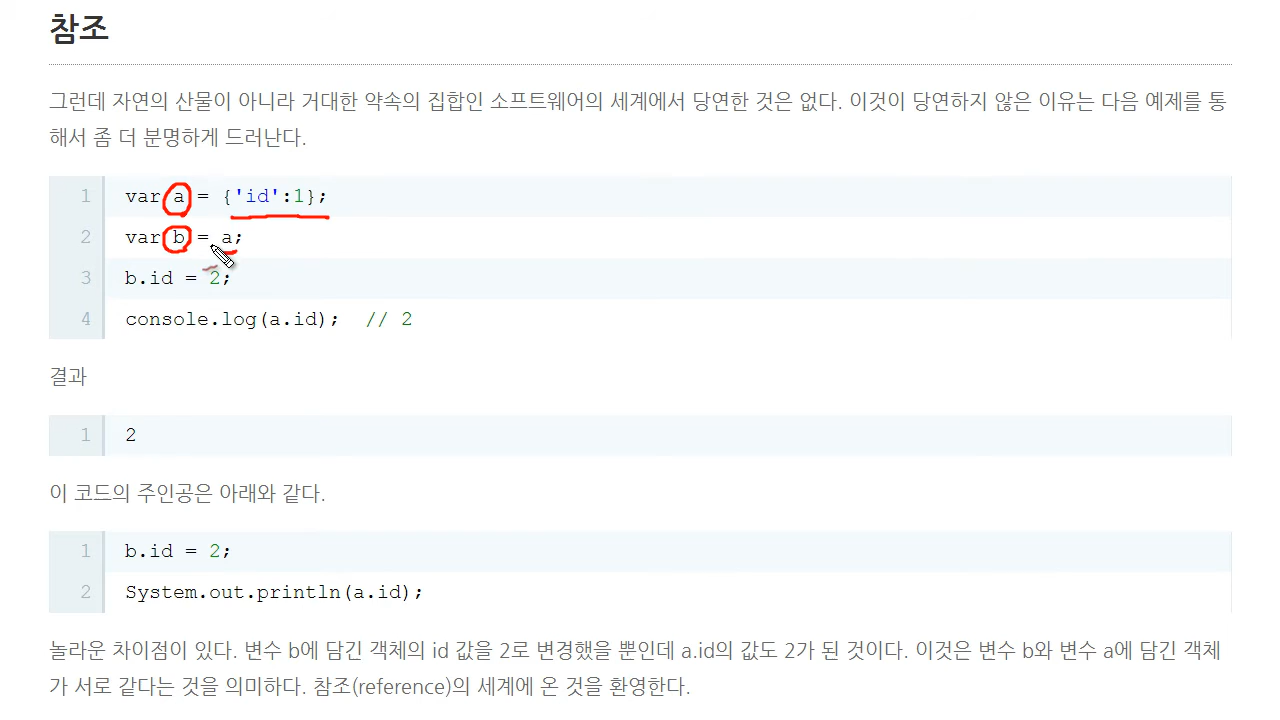 참조
그런데 자연의 산물이 아니라 거대한 약속의 집합인 소프트웨어의 세계에서 당연한 것은 없다. 이것이 당연하지 않은 이유는 다음 예제를 통
해서 좀 더 분명하게 드러난다.
1 var a = {'id':1};
2 var b = a;
3 b.id = 2;
4 console.log(a.id);  // 2
결과
1 2
이 코드의 주인공은 아래와 같다.
1 b.id = 2;
2 System.out.println(a.id);
놀라운 차이점이 있다. 변수 b에 담긴 객체의 id 값을 2로 변경했을 뿐인데 a.id의 값도 2가 된 것이다. 이것은 변수 b와 변수 a에 담긴 객체
가 서로 같다는 것을 의미하다. 참조(reference)의 세계에 온 것을 환영한다.